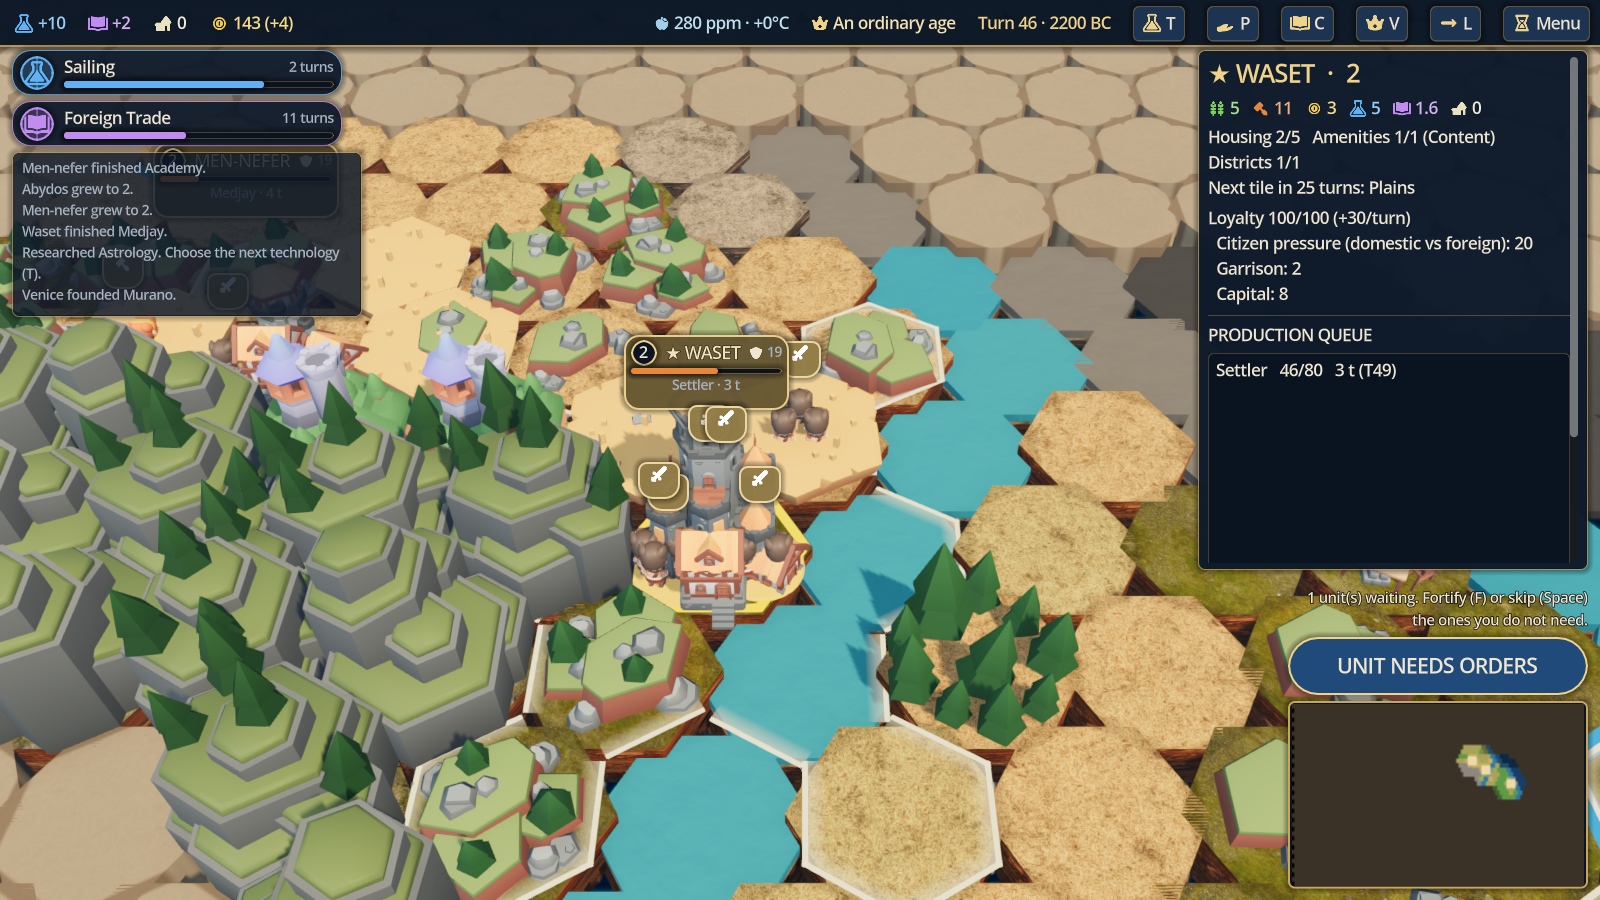 +10
+2
0
143 (+4)
280 ppm · +0°C
An ordinary age
Turn 46 · 2200 BC
T
P
C
V
L
Menu
Sailing
2 turns
Foreign Trade
11 turns
2 MEN-NEFER 19
Medjay · 4 t
Men-nefer finished Academy.
Abydos grew to 2.
Men-nefer grew to 2.
Waset finished Medjay.
Researched Astrology. Choose the next technology
(T).
Venice founded Murano.
2 ★ WASET 19
Settler · 3 t
★ WASET · 2
5 11 3 5 1.6 0
Housing 2/5 Amenities 1/1 (Content)
Districts 1/1
Next tile in 25 turns: Plains
Loyalty 100/100 (+30/turn)
Citizen pressure (domestic vs foreign): 20
Garrison: 2
Capital: 8
PRODUCTION QUEUE
Settler 46/80 3 t (T49)
1 unit(s) waiting. Fortify (F) or skip (Space)
the ones you do not need.
UNIT NEEDS ORDERS